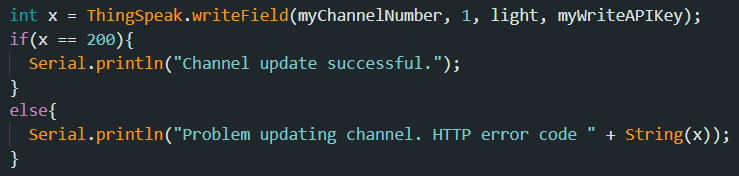 int x = ThingSpeak.writeField(myChannelNumber, 1, light, myWriteAPIKey);
if(x == 200){
  Serial.println("Channel update successful.");
}
else{
  Serial.println("Problem updating channel. HTTP error code " + String(x));
}